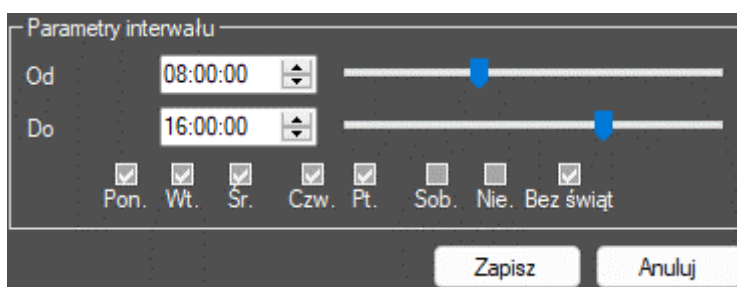 Parametry interwału
Od 08:00:00
Do 16:00:00
Pon. Wt. Śr. Czw. Pt. Sob. Nie. Bez świąt
Zapisz Anuluj